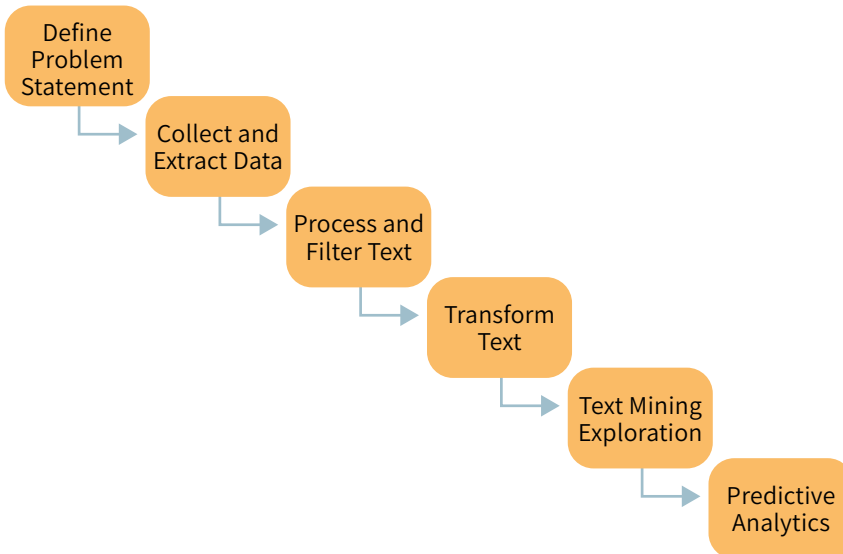 Define
Problem
Statement
Collect and
Extract Data
Process and
Filter Text
Transform
Text
Text Mining
Exploration
Predictive
Analytics